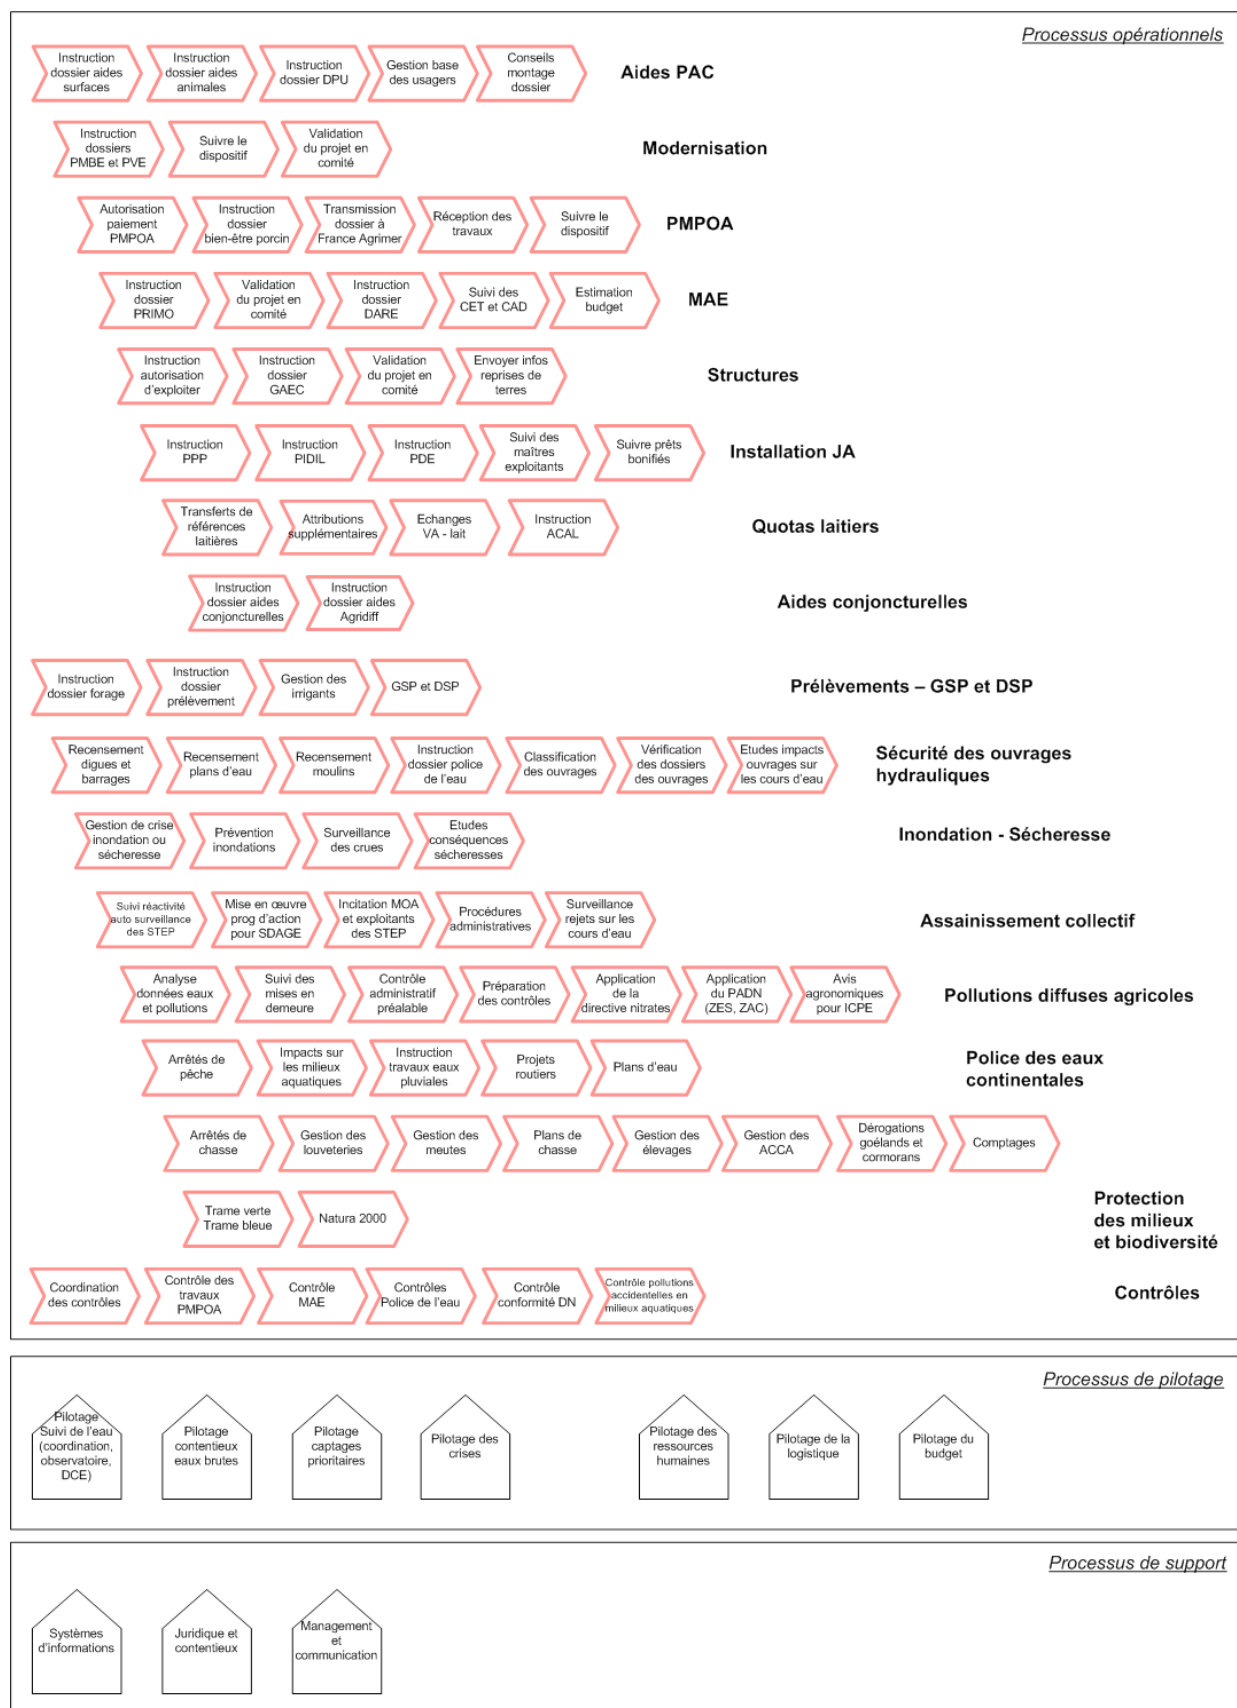 Processus opérationnels
Instruction
dossier aides
surfaces
Instruction
dossier aides
animales
Instruction
dossier DPU
Gestion base
des usagers
Conseils
montage
dossier
Aides PAC
Instruction
dossiers
PMBE et PVE
Suivre le
dispositif
Validation
du projet en
comité
Modernisation
Autorisation
paiement
PMPOA
Instruction
dossier
bien-être porcin
Transmission
dossier à
France Agrimer
Réception des
travaux
Suivre le
dispositif
PMPOA
Instruction
dossier
PRIMO
Validation
du projet en
comité
Instruction
dossier
DARE
Suivi des
CET et CAD
Estimation
budget
MAE
Instruction
autorisation
d'exploiter
Instruction
dossier
GAEC
Validation
du projet en
comité
Envoyer infos
reprises de
terres
Structures
Instruction
PPP
Instruction
PIDIL
Instruction
PDE
Suivi des
maîtres
exploitants
Suivre prêts
bonifiés
Installation JA
Transferts de
références
laitières
Attributions
supplémentaires
Echanges
VA - lait
Instruction
ACAL
Quotas laitiers
Instruction
dossier aides
conjoncturelles
Instruction
dossier aides
Agridiff
Aides conjoncturelles
Instruction
dossier forage
Instruction
dossier
prélèvement
Gestion des
irrigants
GSP et DSP
Prélèvements – GSP et DSP
Recensement
digues et
barrages
Recensement
plans d'eau
Recensement
moulins
Instruction
dossier police
de l'eau
Classification
des ouvrages
Vérification
des dossiers
des ouvrages
Etudes impacts
ouvrages sur
les cours d'eau
Sécurité des ouvrages
hydrauliques
Gestion de crise
inondation ou
sécheresse
Prévention
inondations
Surveillance
des crues
Etudes
conséquences
sécheresses
Inondation - Sécheresse
Suivi réactivité
auto surveillance
des STEP
Mise en œuvre
prog d'action
pour SDAGE
Incitation MOA
et exploitants
des STEP
Procédures
administratives
Surveillance
rejets sur les
cours d'eau
Assainissement collectif
Analyse
données eaux
et pollutions
Suivi des
mises en
demeure
Contrôle
administratif
préalable
Préparation
des contrôles
Application
de la
directive nitrates
Application
du PADN
(ZES, ZAC)
Avis
agronomiques
pour ICPE
Pollutions diffuses agricoles
Arrêtés de
pêche
Impacts sur
les milieux
aquatiques
Instruction
travaux eaux
pluviales
Projets
routiers
Plans d'eau
Police des eaux
continentales
Arrêtés de
chasse
Gestion des
louveteries
Gestion des
meutes
Plans de
chasse
Gestion des
élevages
Gestion des
ACCA
Dérogations
goélands et
cormorans
Comptages
Trame verte
Trame bleue
Natura 2000
Protection
des milieux
et biodiversité
Coordination
des contrôles
Contrôle des
travaux
PMPOA
Contrôle
MAE
Contrôles
Police de l'eau
Contrôle
conformité DN
Contrôle pollutions
accidentelles en
milieux aquatiques
Contrôles
Processus de pilotage
Pilotage
Suivi de l'eau
(coordination,
observatoire,
DCE)
Pilotage
contentieux
eaux brutes
Pilotage
captages
prioritaires
Pilotage des
crises
Pilotage des
ressources
humaines
Pilotage de la
logistique
Pilotage du
budget
Processus de support
Systèmes
d'informations
Juridique et
contentieux
Management
et
communication